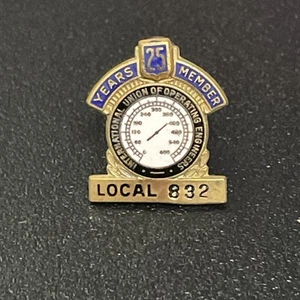 25
YEARS MEMBER
INTERNATIONAL UNION OF OPERATING ENGINEERS
LOCAL 832